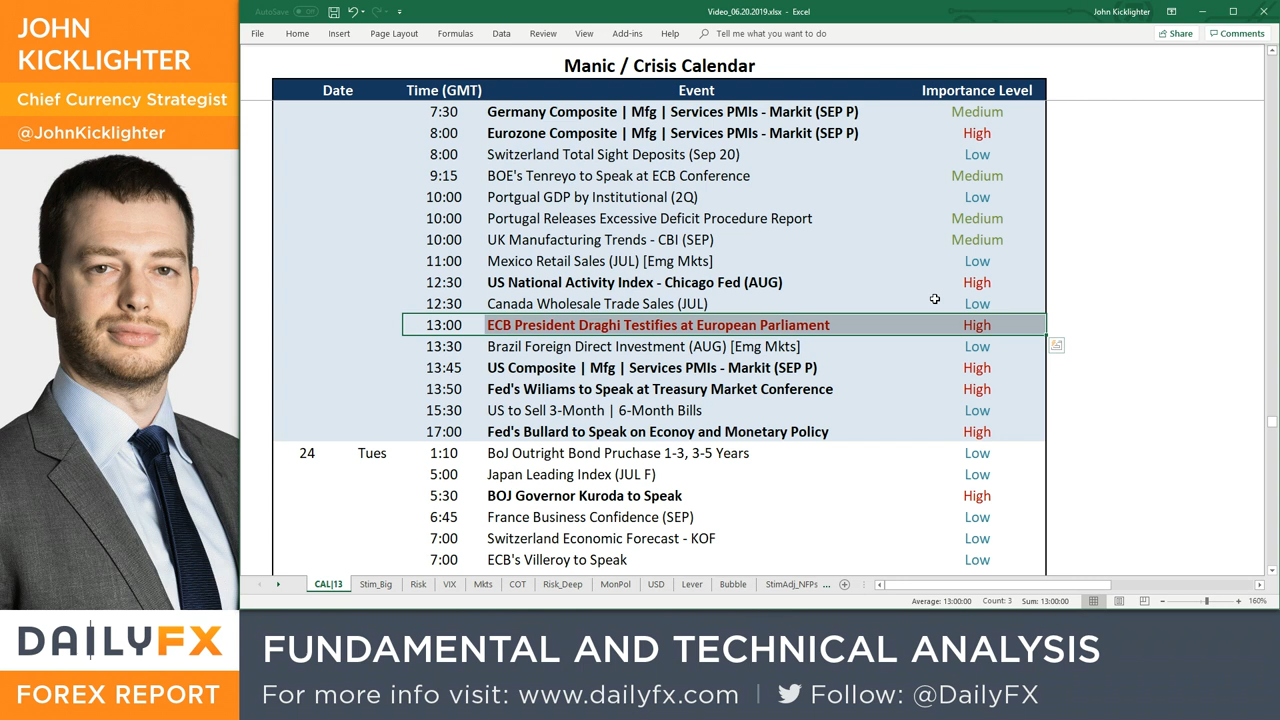 JOHN
KICKLIGHTER
Chief Currency Strategist
@JohnKicklighter
DAILYFX
FOREX REPORT
AutoSave Off
Video_06.20.2019.xlsx - Excel
John Kicklighter
File Home Insert Page Layout Formulas Data Review View Add-ins Help Tell me what you want to do Share Comments
Manic / Crisis Calendar
Date Time (GMT) Event Importance Level
7:30 Germany Composite | Mfg | Services PMIs - Markit (SEP P) Medium
8:00 Eurozone Composite | Mfg | Services PMIs - Markit (SEP P) High
8:00 Switzerland Total Sight Deposits (Sep 20) Low
9:15 BOE's Tenreyo to Speak at ECB Conference Medium
10:00 Portgual GDP by Institutional (2Q) Low
10:00 Portugal Releases Excessive Deficit Procedure Report Medium
10:00 UK Manufacturing Trends - CBI (SEP) Medium
11:00 Mexico Retail Sales (JUL) [Emg Mkts] Low
12:30 US National Activity Index - Chicago Fed (AUG) High
12:30 Canada Wholesale Trade Sales (JUL) Low
13:00 ECB President Draghi Testifies at European Parliament High
13:30 Brazil Foreign Direct Investment (AUG) [Emg Mkts] Low
13:45 US Composite | Mfg | Services PMIs - Markit (SEP P) High
13:50 Fed's Wiliams to Speak at Treasury Market Conference High
15:30 US to Sell 3-Month | 6-Month Bills Low
17:00 Fed's Bullard to Speak on Econoy and Monetary Policy High
24 Tues 1:10 BoJ Outright Bond Pruchase 1-3, 3-5 Years Low
5:00 Japan Leading Index (JUL F) Low
5:30 BOJ Governor Kuroda to Speak High
6:45 France Business Confidence (SEP) Low
7:00 Switzerland Economic Forecast - KOF Low
7:00 ECB's Villeroy to Speak Low
CAL|13 Stim_Big Risk VIX Mkts COT Risk_Deep MonPol USD Lever Bubble StimAdj_NFPs ...
Average: 13:00:00 Count: 3 Sum: 13:00:00 160%
FUNDAMENTAL AND TECHNICAL ANALYSIS
For more info visit: www.dailyfx.com | Follow: @DailyFX